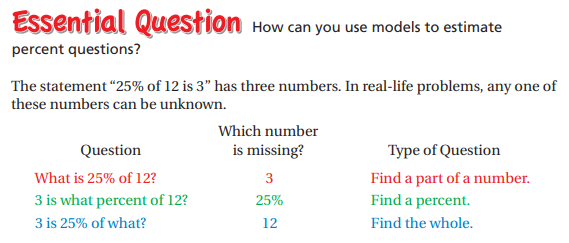 Essential Question How can you use models to estimate
percent questions?
The statement “25% of 12 is 3” has three numbers. In real-life problems, any one of
these numbers can be unknown.
Which number
Question is missing? Type of Question
What is 25% of 12? 3 Find a part of a number.
3 is what percent of 12? 25% Find a percent.
3 is 25% of what? 12 Find the whole.